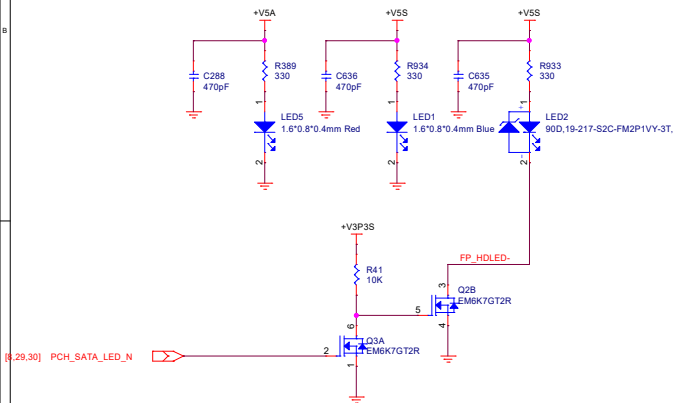 B
+V5A
+V5S
+V5S
C288
470pF
R389
330
C636
470pF
R934
330
C635
470pF
R933
330
1
LED5
1.6*0.8*0.4mm Red
2
1
LED1
1.6*0.8*0.4mm Blue
2
+
1
LED2
90D,19-217-S2C-FM2P1VY-3T,
2
-
+V3P3S
R41
10K
FP_HDLED-
3
Q2B
EM6K7GT2R
5
4
6
Q3A
EM6K7GT2R
2
1
[8,29,30] PCH_SATA_LED_N